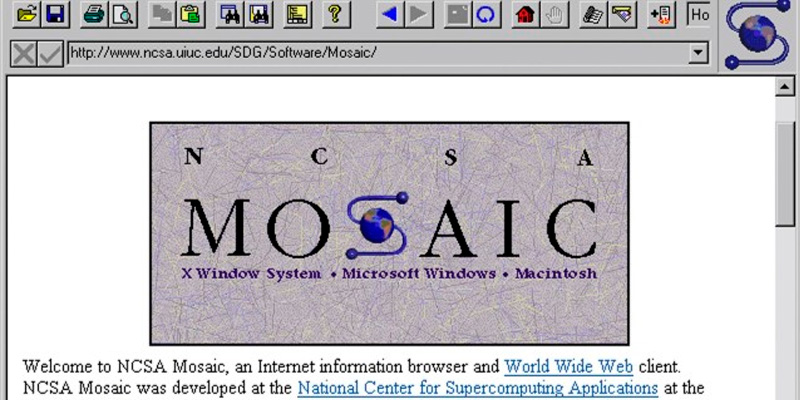 Ho
http://www.ncsa.uiuc.edu/SDG/Software/Mosaic/
N C S A
MOSAIC
X Window System • Microsoft Windows • Macintosh
Welcome to NCSA Mosaic, an Internet information browser and World Wide Web client.
NCSA Mosaic was developed at the National Center for Supercomputing Applications at the